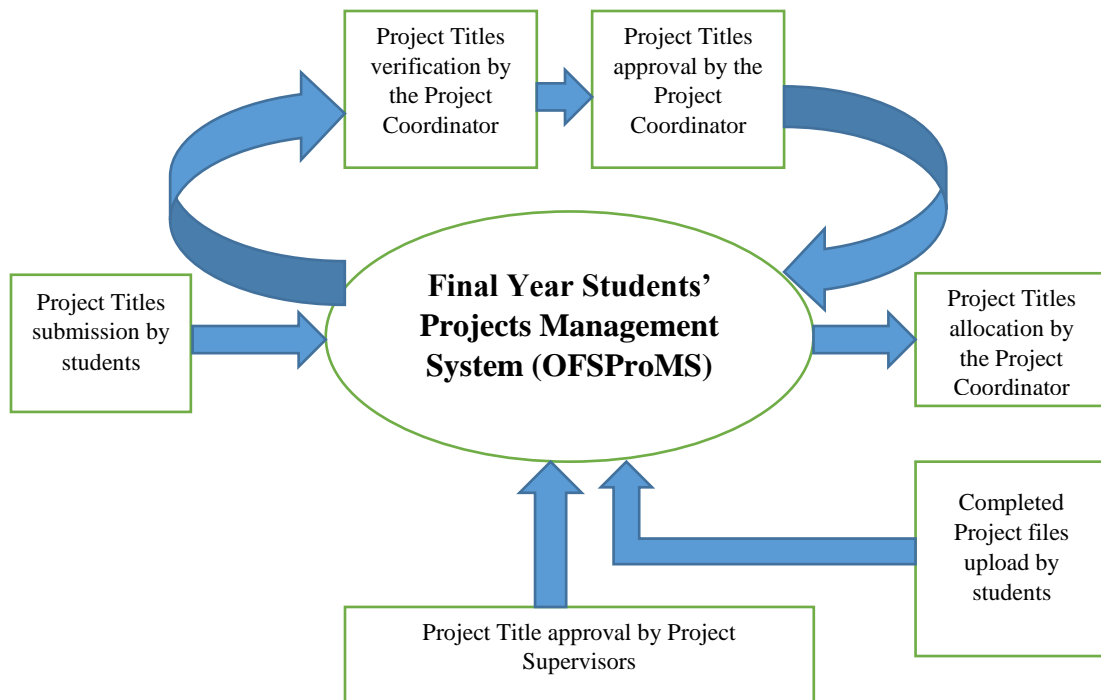 Project Titles
verification by
the Project
Coordinator
Project Titles
approval by the
Project
Coordinator
Project Titles
submission by
students
Final Year Students’
Projects Management
System (OFSProMS)
Project Titles
allocation by
the Project
Coordinator
Completed
Project files
upload by
students
Project Title approval by Project
Supervisors